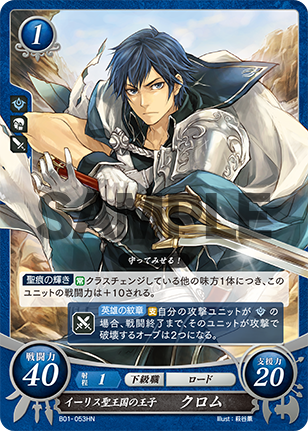 1
SAMPLE
守ってみせる！
聖痕の輝き 常 クラスチェンジしている他の味方1体につき、この
ユニットの戦闘力は＋10される。
英雄の紋章 支 自分の攻撃ユニットが
の場合、戦闘終了まで、そのユニットが攻撃で
破壊するオーブは2つになる。
戦闘力
40
射程 1 下級職 ロード
支援力
20
イーリス聖王国の王子 クロム
B01-053HN
Illust：萩谷薫